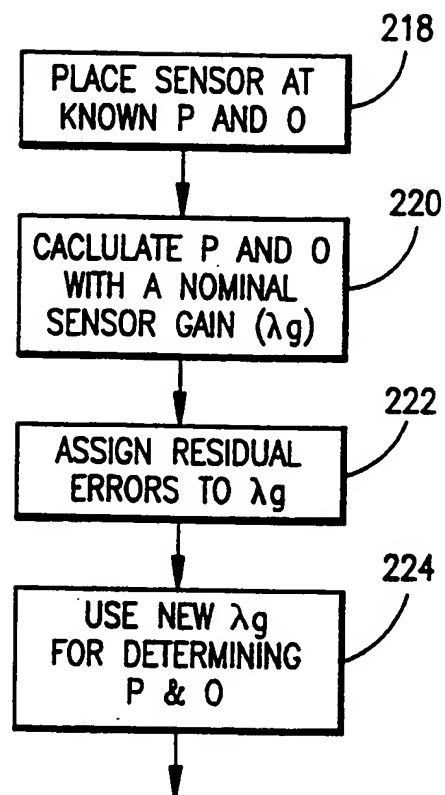 218
PLACE SENSOR AT
KNOWN P AND O
220
CACLULATE P AND O
WITH A NOMINAL
SENSOR GAIN (λg)
222
ASSIGN RESIDUAL
ERRORS TO λg
224
USE NEW λg
FOR DETERMINING
P & O